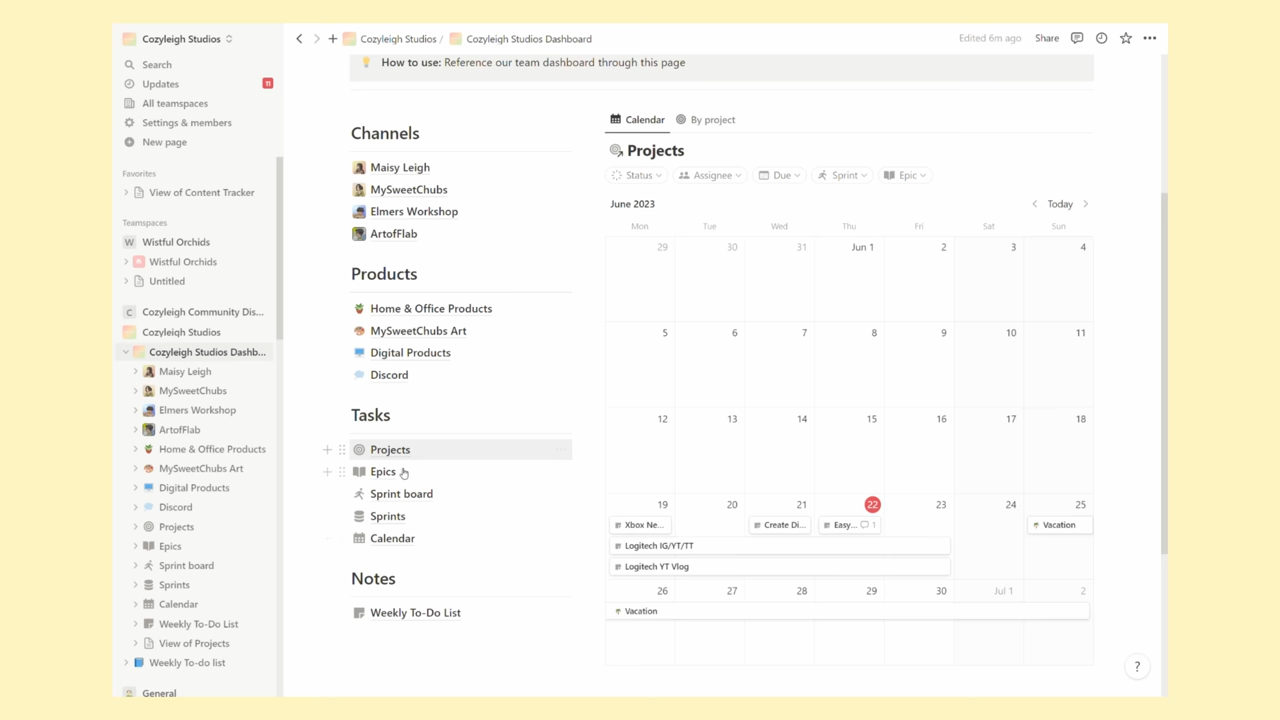 Cozyleigh Studios
Search
Updates
11
All teamspaces
Settings & members
New page
Favorites
View of Content Tracker
Teamspaces
W Wistful Orchids
Wistful Orchids
Untitled
C Cozyleigh Community Dis...
Cozyleigh Studios
Cozyleigh Studios Dashb...
Maisy Leigh
MySweetChubs
Elmers Workshop
ArtofFlab
Home & Office Products
MySweetChubs Art
Digital Products
Discord
Projects
Epics
Sprint board
Sprints
Calendar
Weekly To-Do List
View of Projects
Weekly To-do list
General
Cozyleigh Studios / Cozyleigh Studios Dashboard
Edited 6m ago Share
How to use: Reference our team dashboard through this page
Channels
Maisy Leigh
MySweetChubs
Elmers Workshop
ArtofFlab
Products
Home & Office Products
MySweetChubs Art
Digital Products
Discord
Tasks
Projects
Epics
Sprint board
Sprints
Calendar
Notes
Weekly To-Do List
Calendar By project
Projects
Status Assignee Due Sprint Epic
June 2023 Today
Mon Tue Wed Thu Fri Sat Sun
29 30 31 Jun 1 2 3 4
5 6 7 8 9 10 11
12 13 14 15 16 17 18
19 20 21 22 23 24 25
Xbox Ne... Create Di... Easy... 1 Vacation
Logitech IG/YT/TT
Logitech YT Vlog
26 27 28 29 30 Jul 1 2
Vacation
?